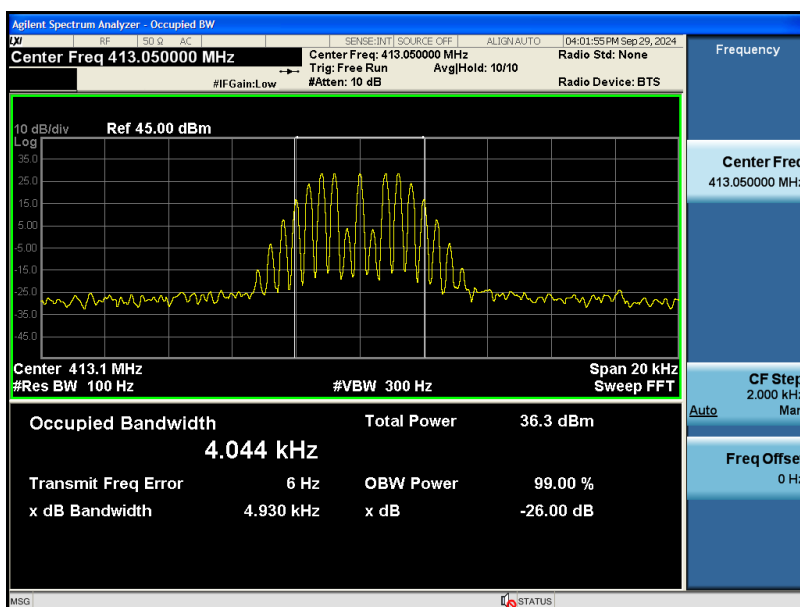 Agilent Spectrum Analyzer - Occupied BW
LXI RF 50 Ω AC SENSE:INT SOURCE OFF ALIGN AUTO 04:01:55 PM Sep 29, 2024
Center Freq 413.050000 MHz Center Freq: 413.050000 MHz Radio Std: None
Trig: Free Run Avg|Hold: 10/10
#IFGain:Low #Atten: 10 dB Radio Device: BTS
10 dB/div Ref 45.00 dBm
Log
35.0
25.0
15.0
5.00
-5.00
-15.0
-25.0
-35.0
-45.0
Center 413.1 MHz Span 20 kHz
#Res BW 100 Hz #VBW 300 Hz Sweep FFT
Occupied Bandwidth Total Power 36.3 dBm
4.044 kHz
Transmit Freq Error 6 Hz OBW Power 99.00 %
x dB Bandwidth 4.930 kHz x dB -26.00 dB
MSG STATUS
Frequency
Center Freq
413.050000 MHz
CF Step
2.000 kHz
Auto Man
Freq Offset
0 Hz